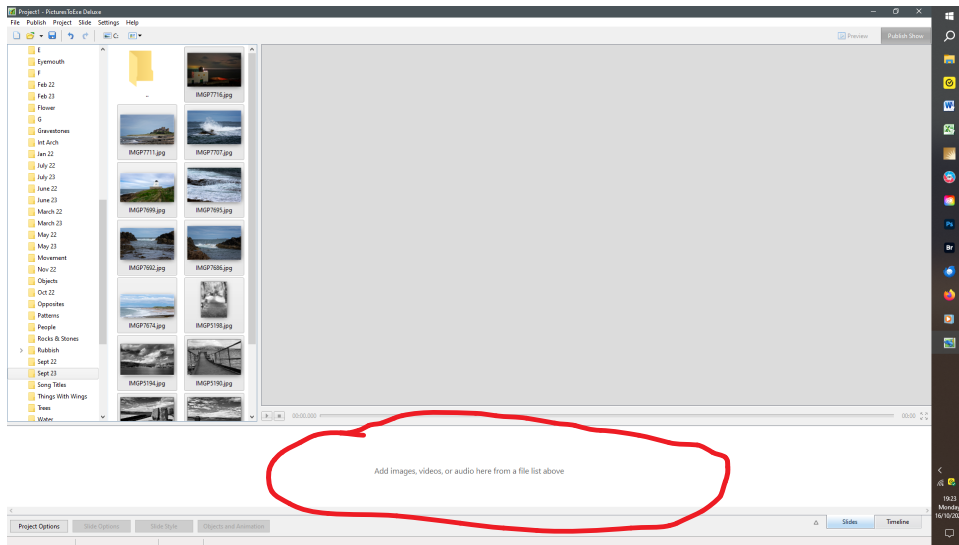 Project1 - PicturesToExe Deluxe
File Publish Project Slide Settings Help
C:
Preview
Publish Show
E
Eyemouth
F
Feb 22
Feb 23
Flower
G
Gravestones
Int Arch
Jan 22
July 22
July 23
June 22
June 23
March 22
March 23
May 22
May 23
Movement
Nov 22
Objects
Oct 22
Opposites
Patterns
People
Rocks & Stones
Rubbish
Sept 22
Sept 23
Song Titles
Things With Wings
Trees
Water
..
IMGP7716.jpg
IMGP7711.jpg
IMGP7707.jpg
IMGP7699.jpg
IMGP7695.jpg
IMGP7692.jpg
IMGP7686.jpg
IMGP7674.jpg
IMGP5198.jpg
IMGP5194.jpg
IMGP5190.jpg
00:00.000
00:00
Add images, videos, or audio here from a file list above
Project Options
Slide Options
Slide Style
Objects and Animation
Slides
Timeline
W
Ps
Br
19:23
Monday